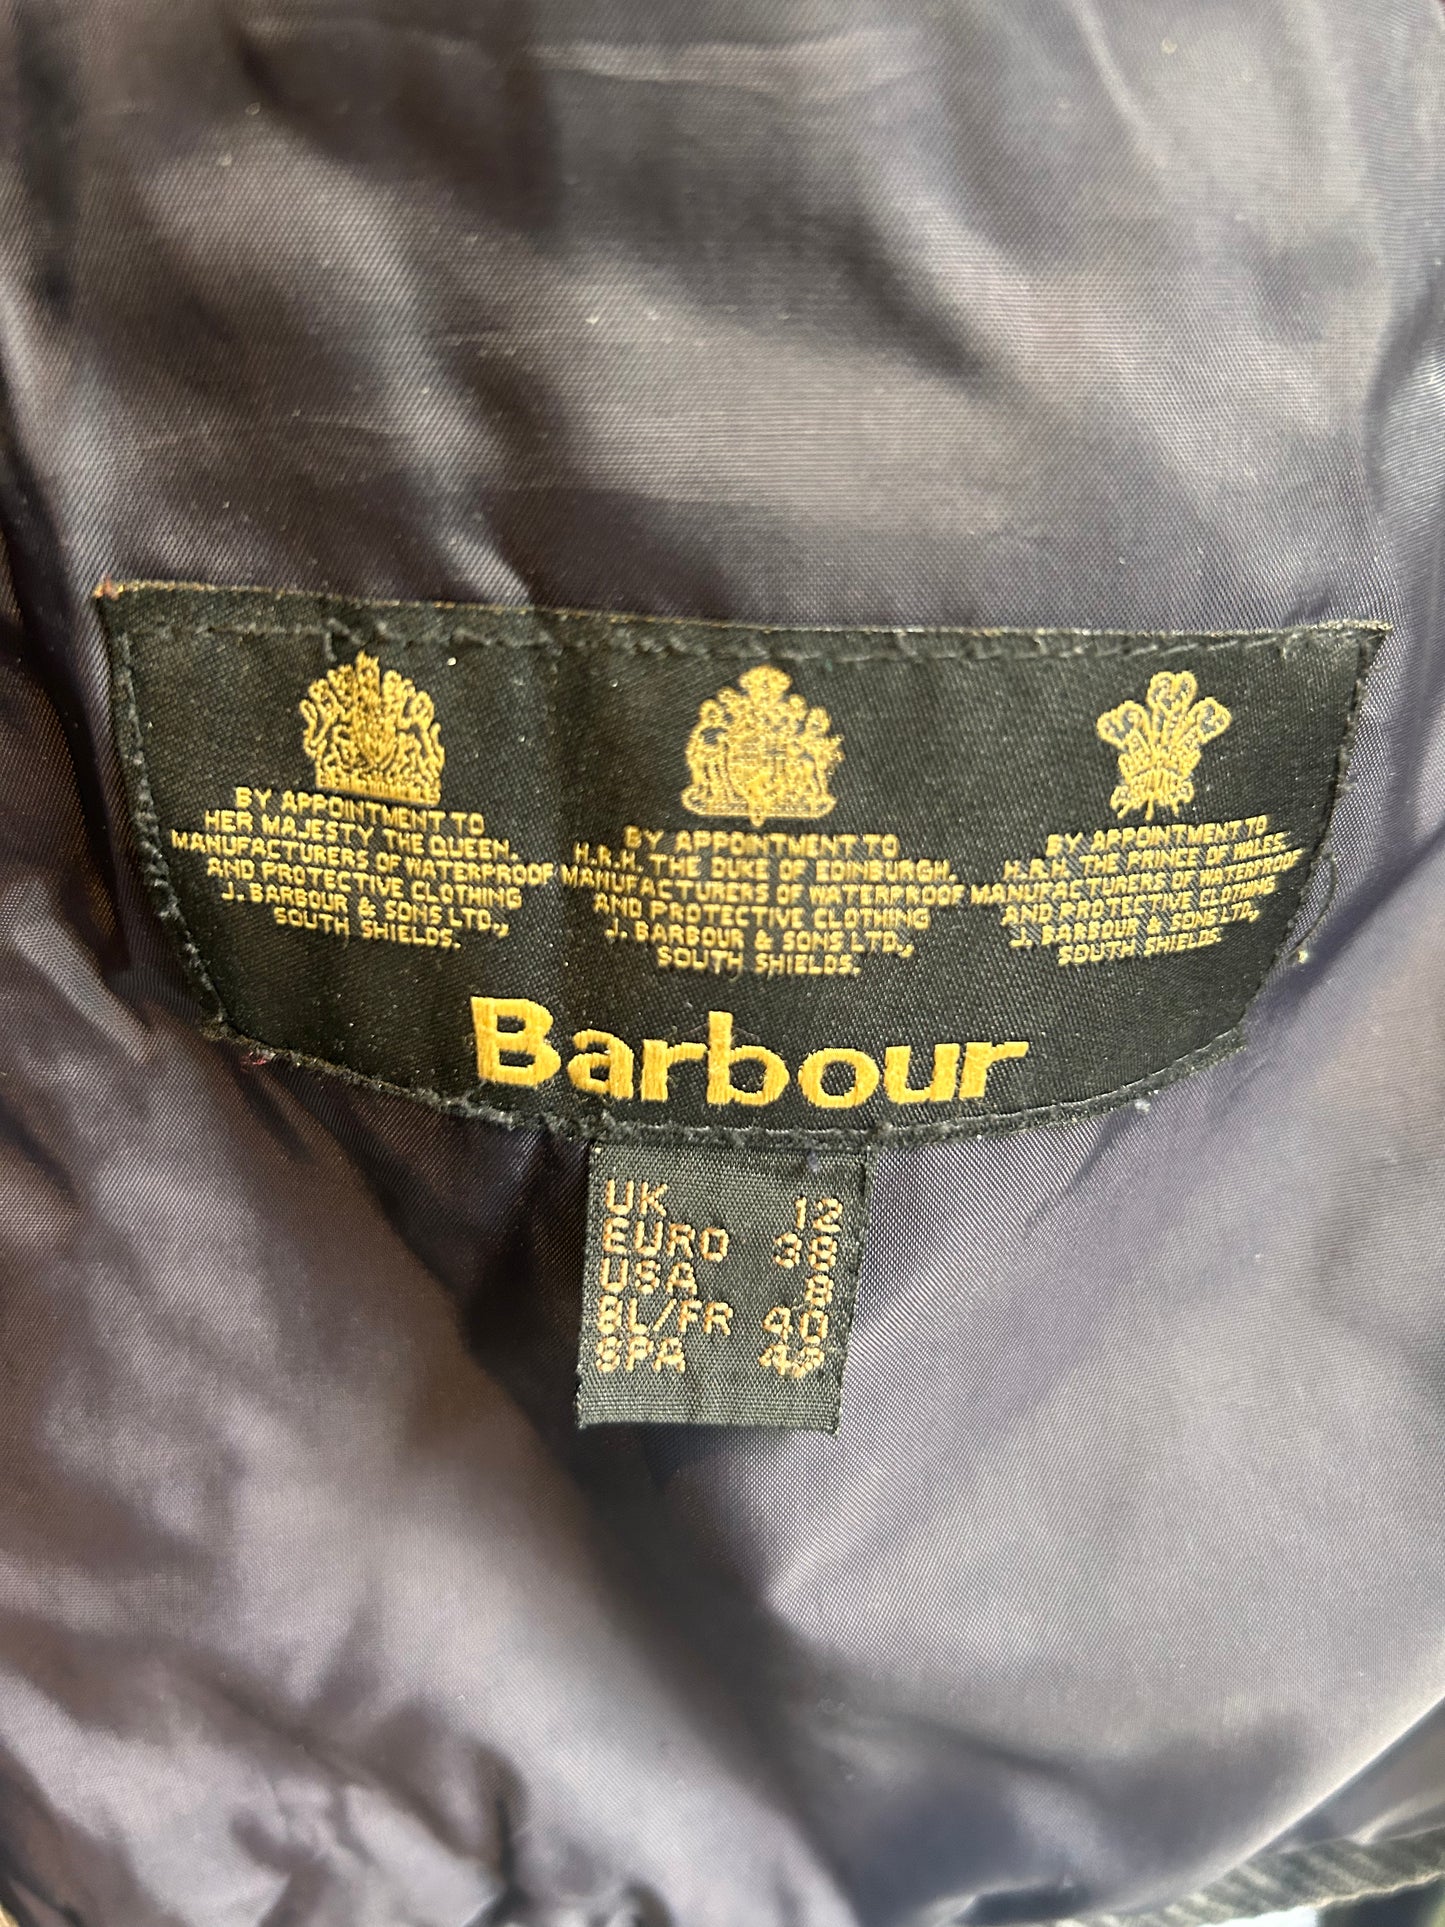 BY APPOINTMENT TO
HER MAJESTY THE QUEEN.
MANUFACTURERS OF WATERPROOF
AND PROTECTIVE CLOTHING
J. BARBOUR & SONS LTD.,
SOUTH SHIELDS.
BY APPOINTMENT TO
H.R.H. THE DUKE OF EDINBURGH.
MANUFACTURERS OF WATERPROOF
AND PROTECTIVE CLOTHING
J. BARBOUR & SONS LTD.,
SOUTH SHIELDS.
BY APPOINTMENT TO
H.R.H. THE PRINCE OF WALES.
MANUFACTURERS OF WATERPROOF
AND PROTECTIVE CLOTHING
J. BARBOUR & SONS LTD.,
SOUTH SHIELDS.
Barbour
UK 12
EURO 38
USA 8
BL/FR 40
SPA